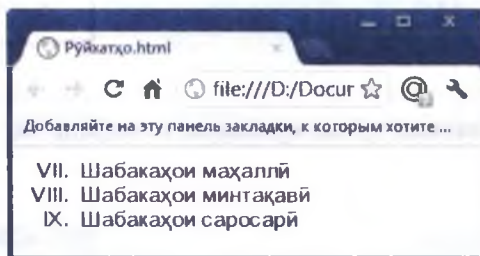 Рӯйхатҳо.html
file:///D:/Docur
Добавляйте на эту панель закладки, к которым хотите ...
VII. Шабакаҳои маҳаллӣ
VIII. Шабакаҳои минтақавӣ
IX. Шабакаҳои саросарӣ